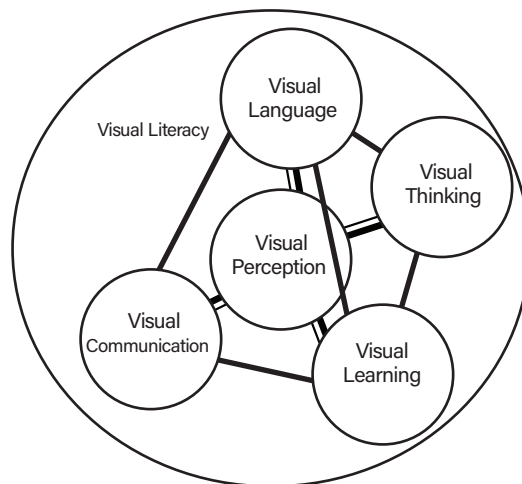 Visual
Language
Visual Literacy
Visual
Thinking
Visual
Perception
Visual
Communication
Visual
Learning